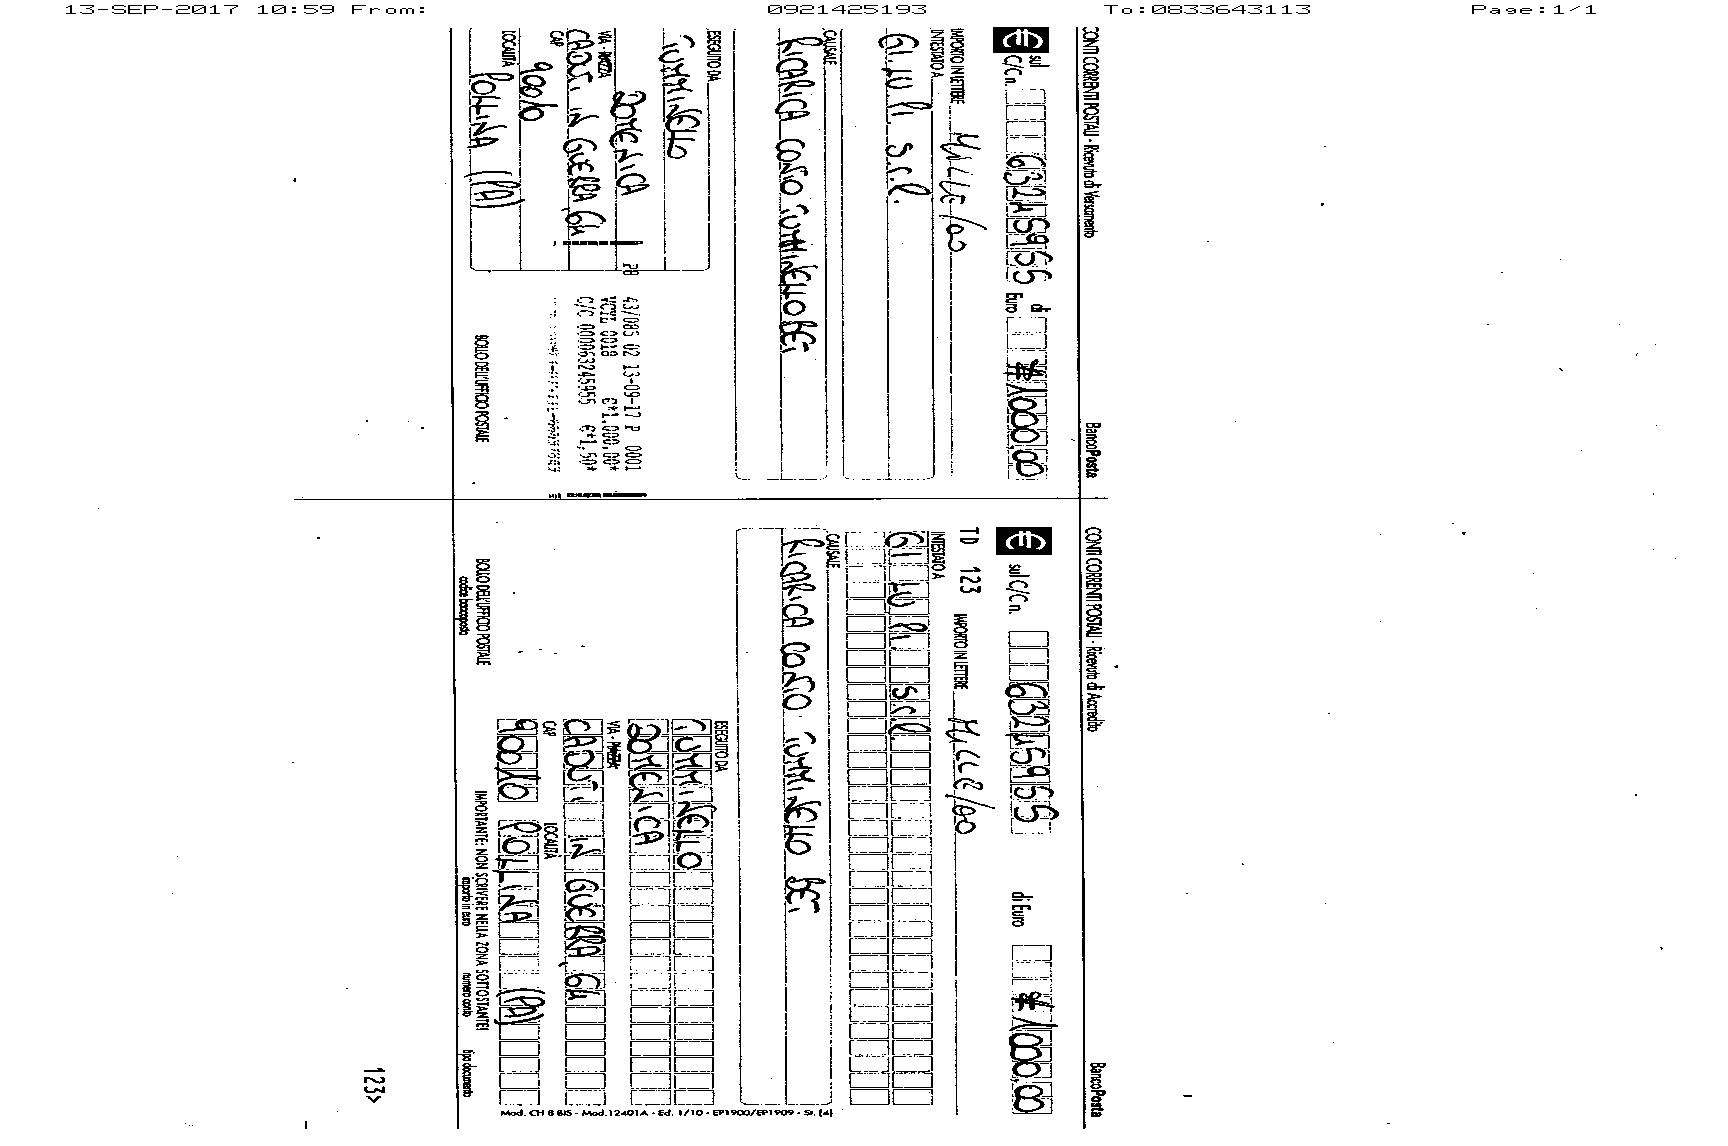 13-SEP-2017 10:59 From: 0921425193 To:0833643113 Page:1/1
CONTI CORRENTI POSTALI - Ricevuta di Versamento BancoPosta
sul C/C n. 63245955 di Euro #1000,00
IMPORTO IN LETTERE MILLE/00
INTESTATO A
GI.LU.PI. S.C.R.L.
CAUSALE
RICARICA CONTO TUMMINELLO BET
ESEGUITO DA
TUMMINELLO
DOMENICA
VIA - PIAZZA
CADUTI IN GUERRA, 64
CAP
90010
LOCALITÀ
POLLINA (PA)
43/085 02 13-09-17 P 0001
VCYL 0018 €*1.000,00*
C/C 000063245955 €*1,50*
BOLLO DELL'UFFICIO POSTALE
CONTI CORRENTI POSTALI - Ricevuta di Accredito BancoPosta
sul C/C n. 63245955 di Euro #1000,00
TD 123 IMPORTO IN LETTERE MILLE/00
INTESTATO A
GI.LU.PI. S.C.R.L.
CAUSALE
RICARICA CONTO TUMMINELLO BET
ESEGUITO DA
TUMMINELLO
DOMENICA
VIA - PIAZZA
CADUTI IN GUERRA, 64
CAP LOCALITÀ
90010 POLLINA (PA)
BOLLO DELL'UFFICIO POSTALE
codice bancoposta
IMPORTANTE: NON SCRIVERE NELLA ZONA SOTTOSTANTE!
importo in euro numero conto tipo documento
123>
Mod. CH 8 BIS - Mod.12401A - Ed. 1/10 - EP1900/EP1909 - St. [4]